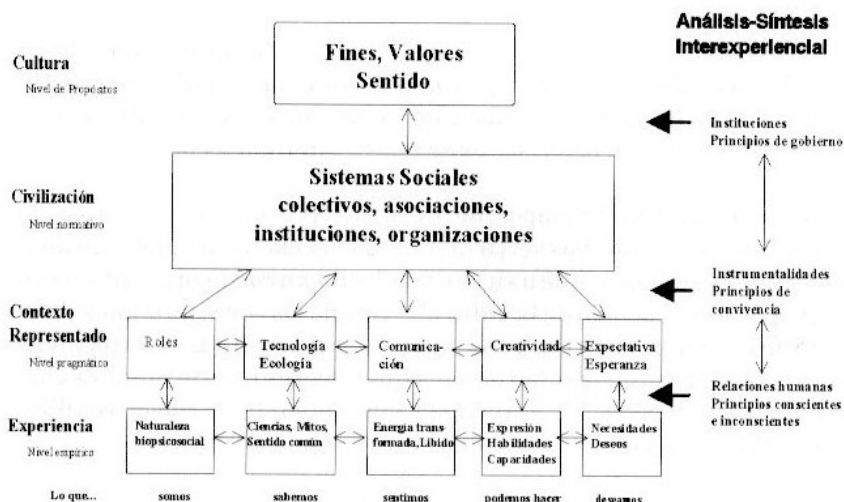 Análisis-Síntesis
Interexperiencial
Cultura
Nivel de Propósitos
Fines, Valores
Sentido
Instituciones
Principios de gobierno
Civilización
Nivel normativo
Sistemas Sociales
colectivos, asociaciones,
instituciones, organizaciones
Instrumentalidades
Principios de
convivencia
Contexto
Representado
Nivel pragmático
Roles
Tecnología
Ecología
Comunica-
ción
Creatividad
Expectativa
Esperanza
Relaciones humanas
Principios conscientes
e inconscientes
Experiencia
Nivel empírico
Naturaleza
biopsicosocial
Ciencias, Mitos,
Sentido común
Energía trans-
formada, Libido
Expresión
Habilidades
Capacidades
Necesidades
Deseos
Lo que... somos sabemos sentimos podemos hacer deseamos